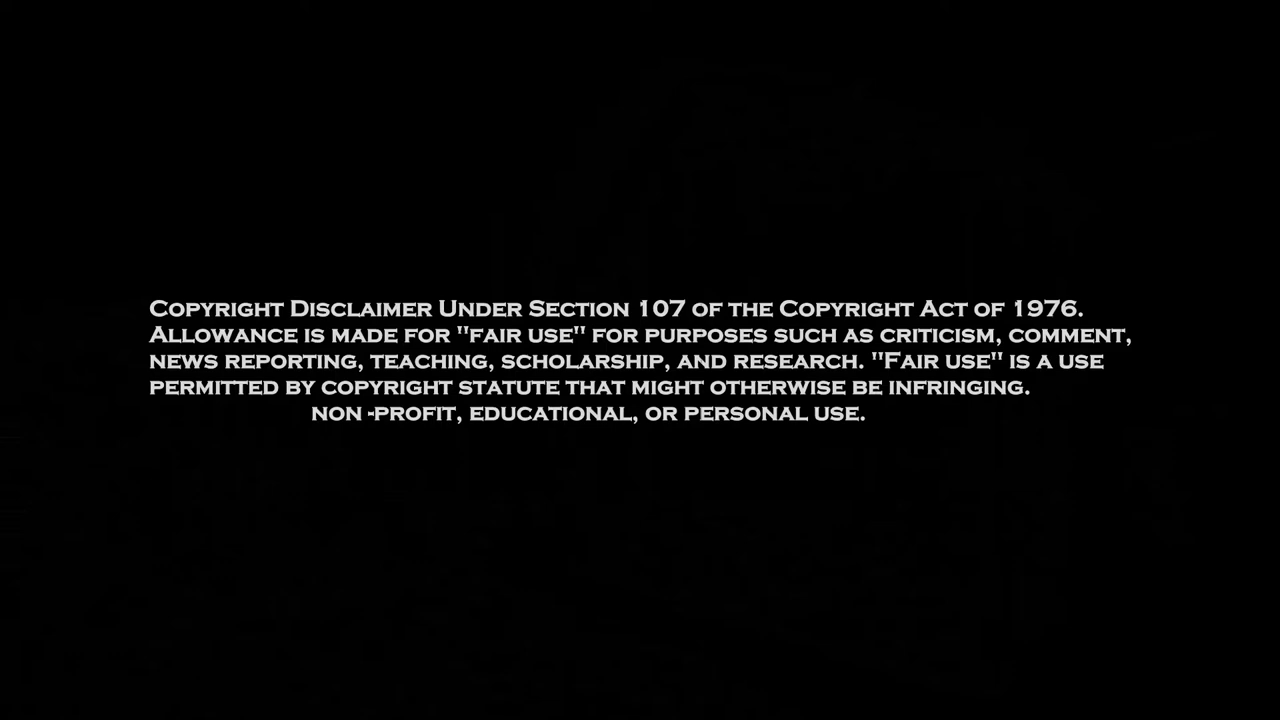 Copyright Disclaimer Under Section 107 of the Copyright Act of 1976.
Allowance is made for "fair use" for purposes such as criticism, comment,
news reporting, teaching, scholarship, and research. "Fair use" is a use
permitted by copyright statute that might otherwise be infringing.
non -profit, educational, or personal use.